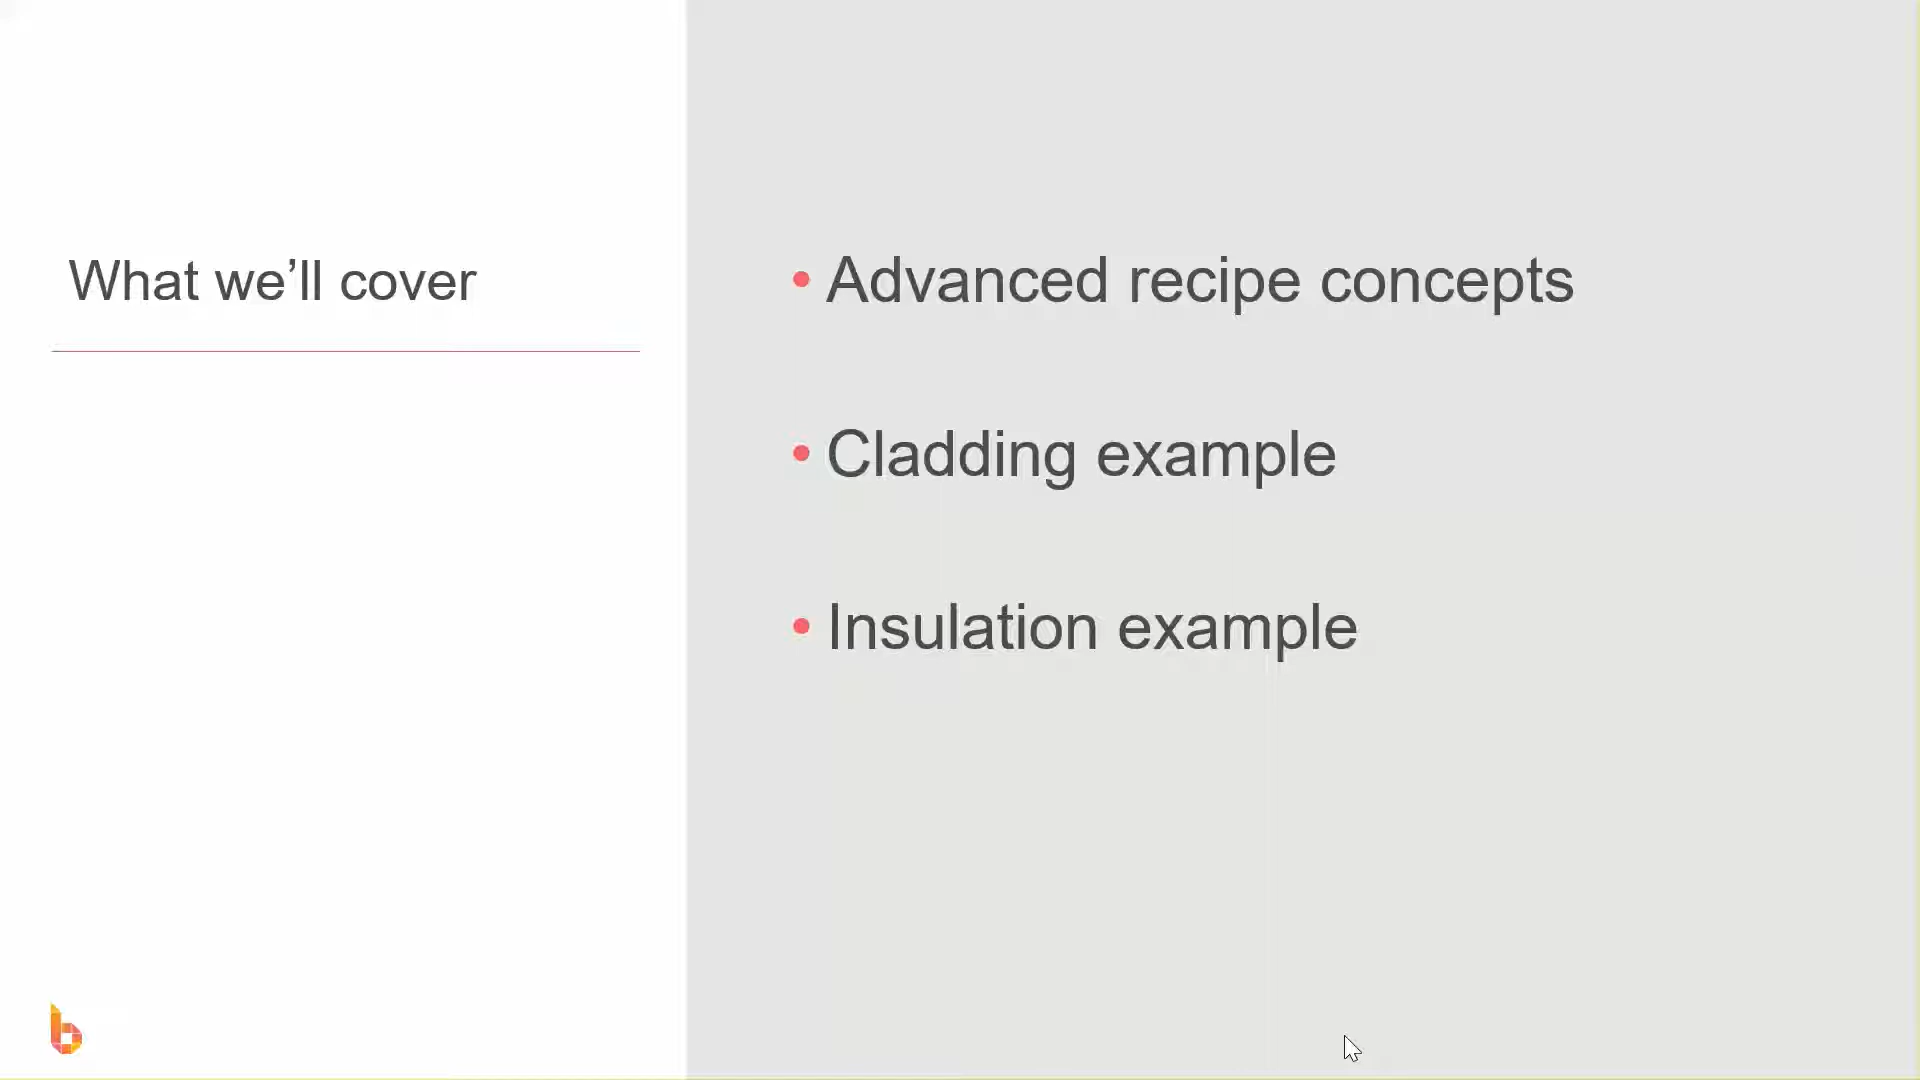 What we’ll cover
• Advanced recipe concepts
• Cladding example
• Insulation example